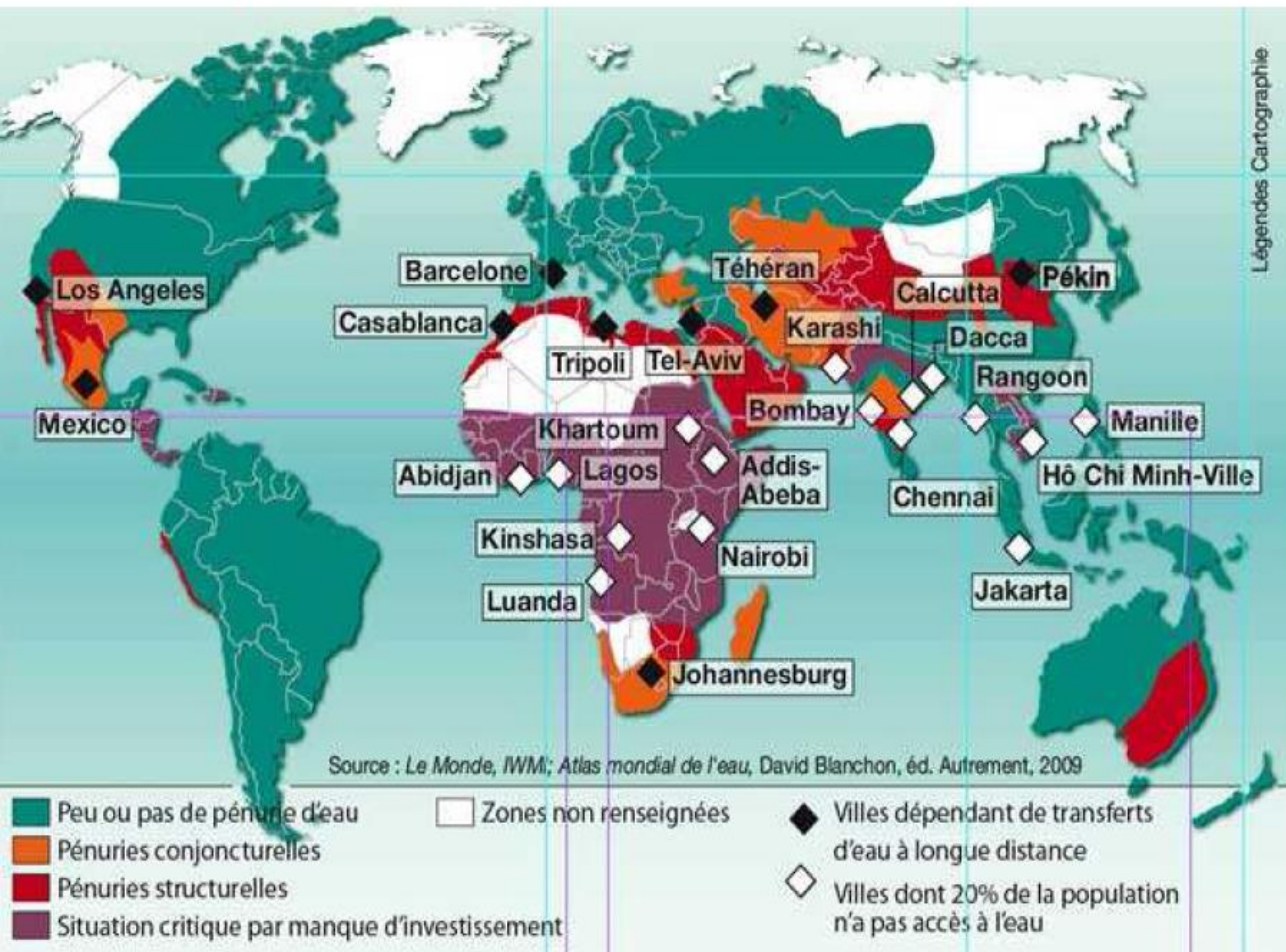 Légendes Cartographie
Barcelone
Téhéran
Los Angeles
Calcutta
Pékin
Casablanca
Karashi
Dacca
Tripoli
Tel-Aviv
Rangoon
Mexico
Bombay
Manille
Khartoum
Abidjan
Lagos
Addis-
Abeba
Hô Chi Minh-Ville
Chennai
Kinshasa
Nairobi
Luanda
Jakarta
Johannesburg
Source : Le Monde, IWMI; Atlas mondial de l'eau, David Blanchon, éd. Autrement, 2009
Peu ou pas de pénurie d'eau
Pénuries conjoncturelles
Pénuries structurelles
Situation critique par manque d'investissement
Zones non renseignées
Villes dépendant de transferts
d'eau à longue distance
Villes dont 20% de la population
n'a pas accès à l'eau